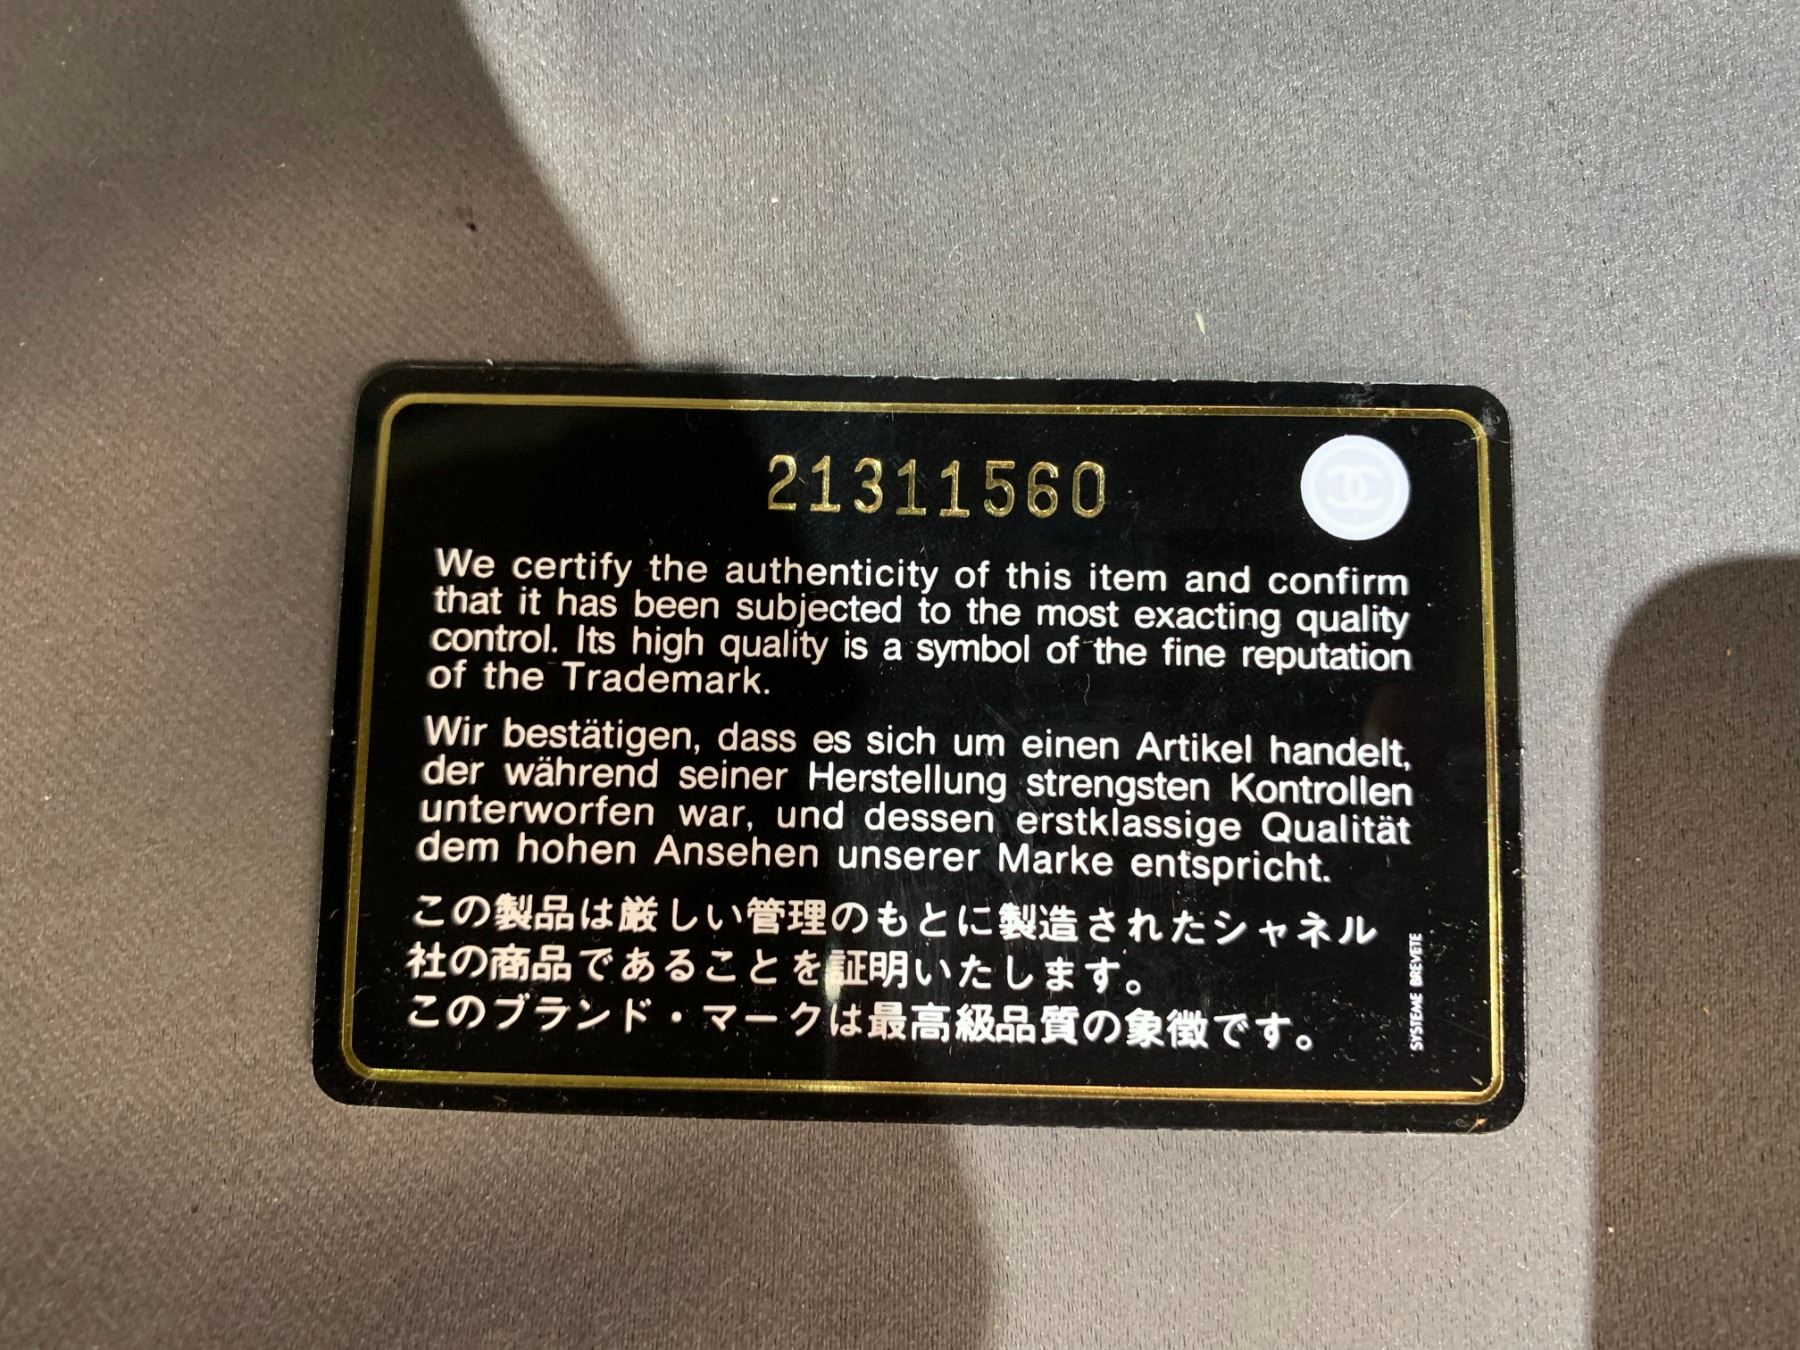 21311560
We certify the authenticity of this item and confirm
that it has been subjected to the most exacting quality
control. Its high quality is a symbol of the fine reputation
of the Trademark.
Wir bestätigen, dass es sich um einen Artikel handelt,
der während seiner Herstellung strengsten Kontrollen
unterworfen war, und dessen erstklassige Qualität
dem hohen Ansehen unserer Marke entspricht.
この製品は厳しい管理のもとに製造されたシャネル
社の商品であることを証明いたします。
このブランド・マークは最高級品質の象徴です。
SYSTEME BREVETE